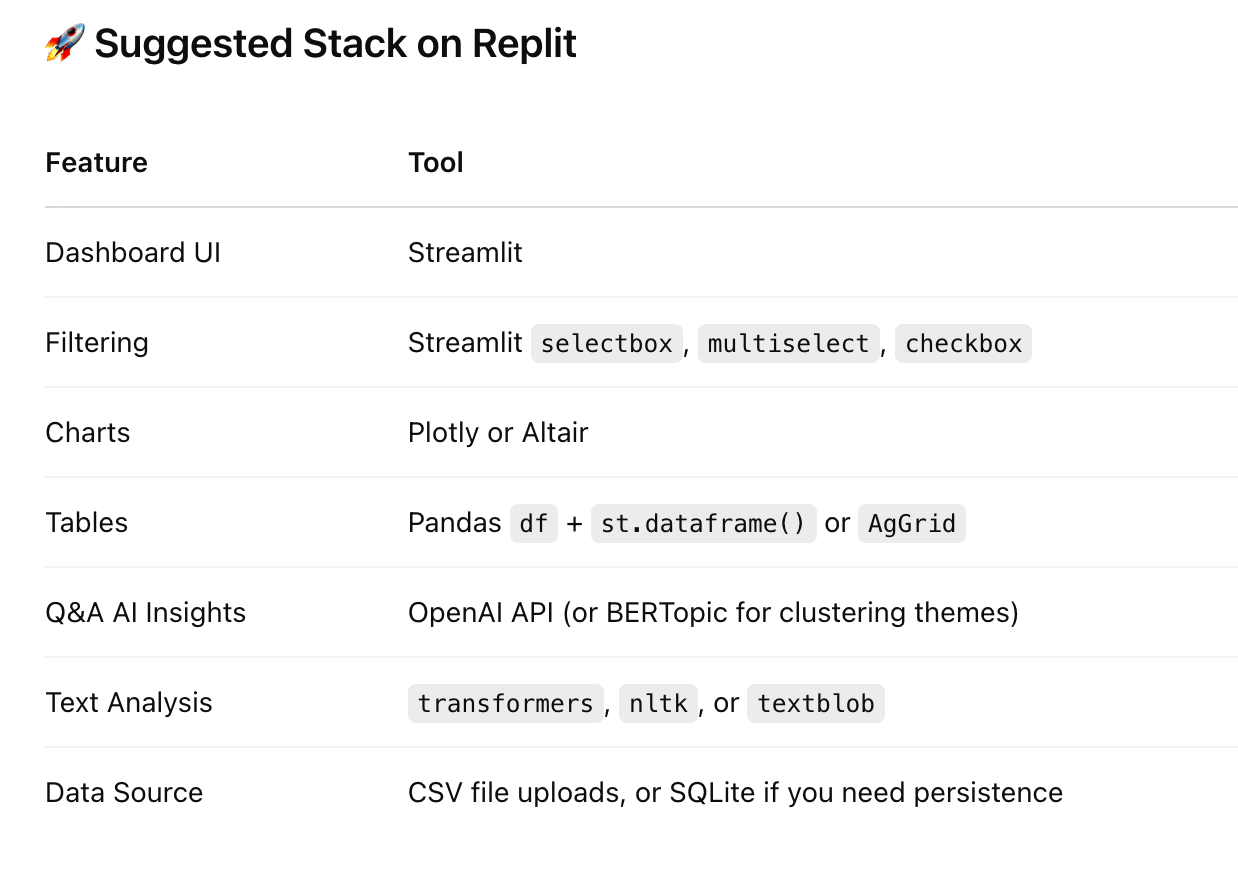 🚀 Suggested Stack on Replit
Feature Tool
Dashboard UI Streamlit
Filtering Streamlit selectbox, multiselect, checkbox
Charts Plotly or Altair
Tables Pandas df + st.dataframe() or AgGrid
Q&A AI Insights OpenAI API (or BERTopic for clustering themes)
Text Analysis transformers, nltk, or textblob
Data Source CSV file uploads, or SQLite if you need persistence